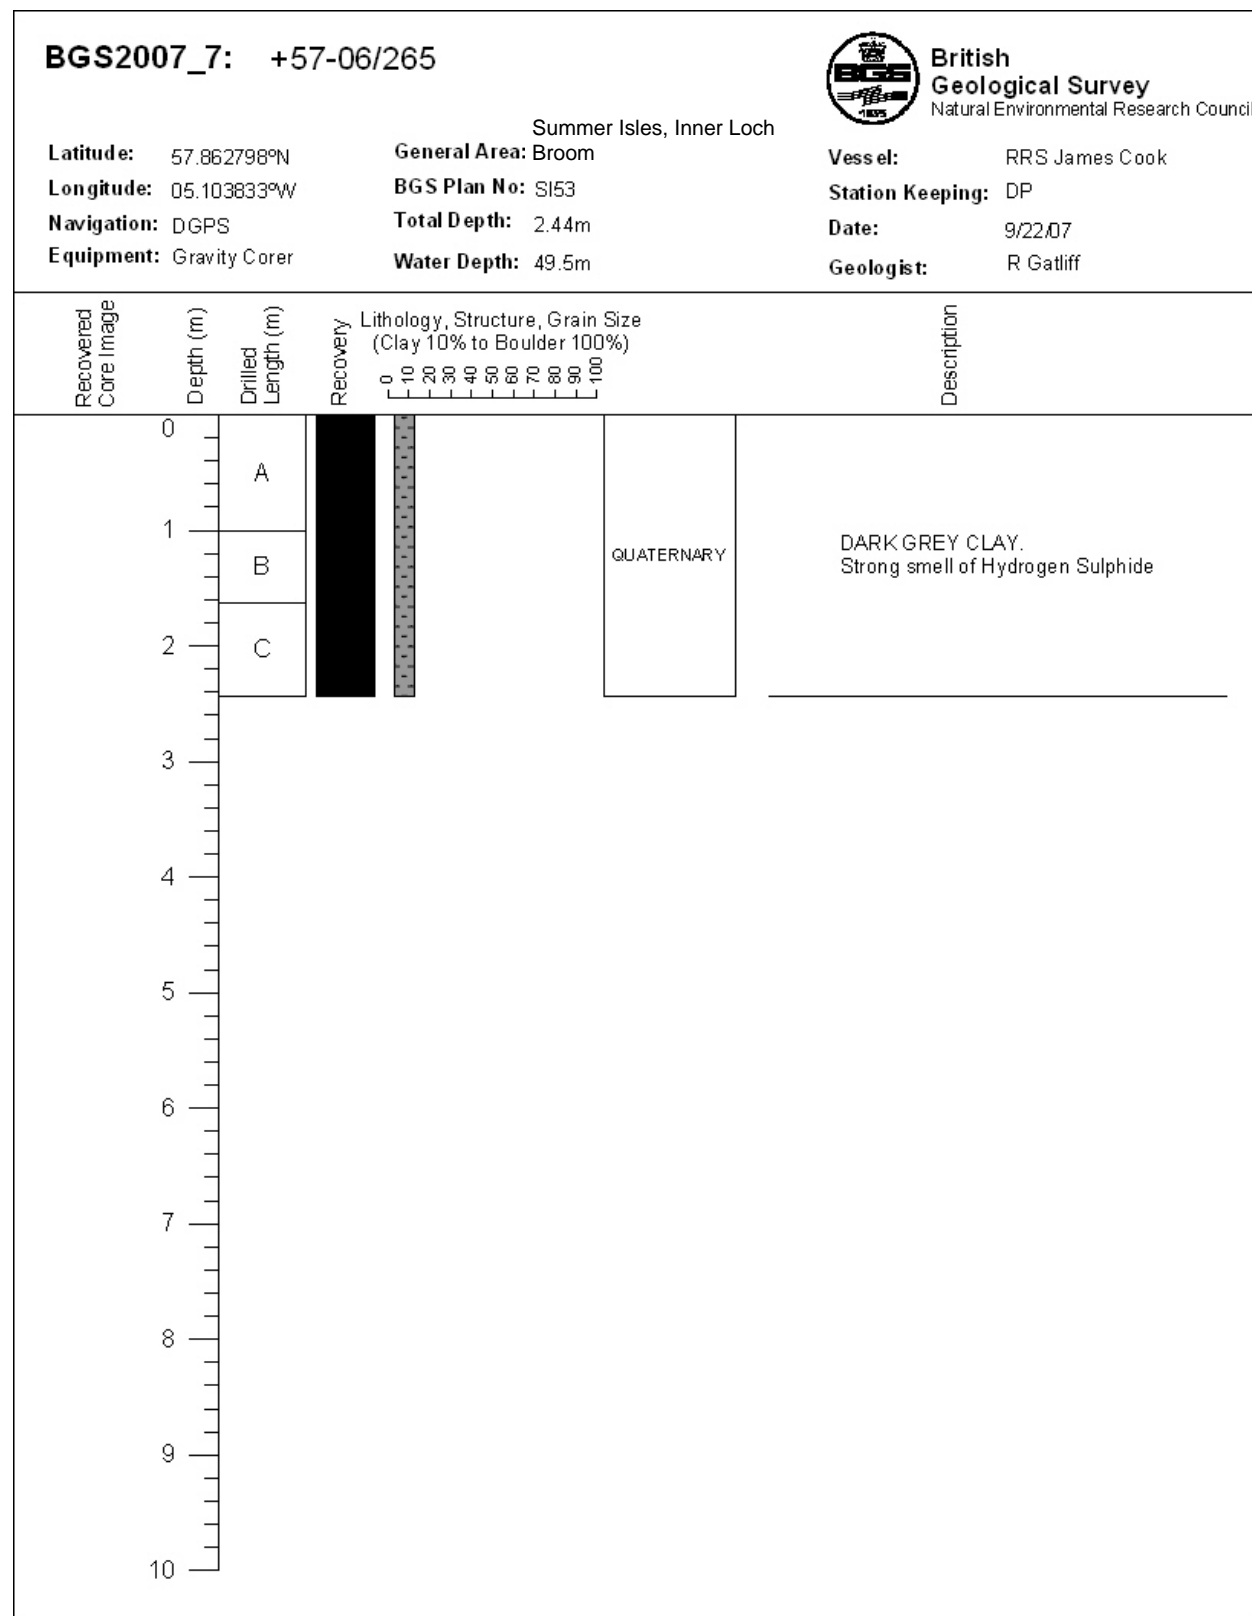 BGS2007_7: +57-06/265
BGS
1835
British
Geological Survey
Natural Environmental Research Council
Latitude: 57.862798ºN
Longitude: 05.103833ºW
Navigation: DGPS
Equipment: Gravity Corer
Summer Isles, Inner Loch
General Area: Broom
BGS Plan No: SI53
Total Depth: 2.44m
Water Depth: 49.5m
Vessel: RRS James Cook
Station Keeping: DP
Date: 9/22/07
Geologist: R Gatliff
Recovered
Core Image
Depth (m)
Drilled
Length (m)
Recovery
Lithology, Structure, Grain Size
(Clay 10% to Boulder 100%)
0 10 20 30 40 50 60 70 80 90 100
Description
0
A
1
B
QUATERNARY
DARK GREY CLAY.
Strong smell of Hydrogen Sulphide
2
C
3
4
5
6
7
8
9
10